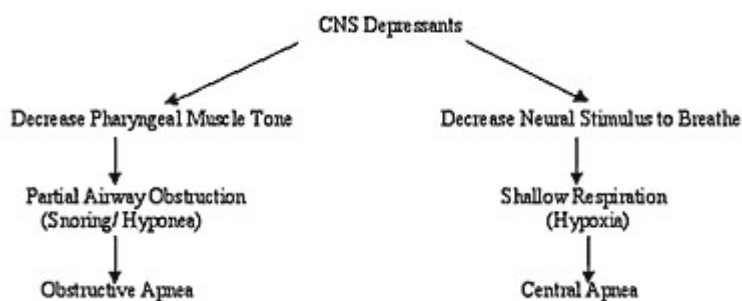 CNS Depressants
Decrease Pharyngeal Muscle Tone
Decrease Neural Stimulus to Breathe
Partial Airway Obstruction
(Snoring/ Hyponea)
Shallow Respiration
(Hypoxia)
Obstructive Apnea
Central Apnea